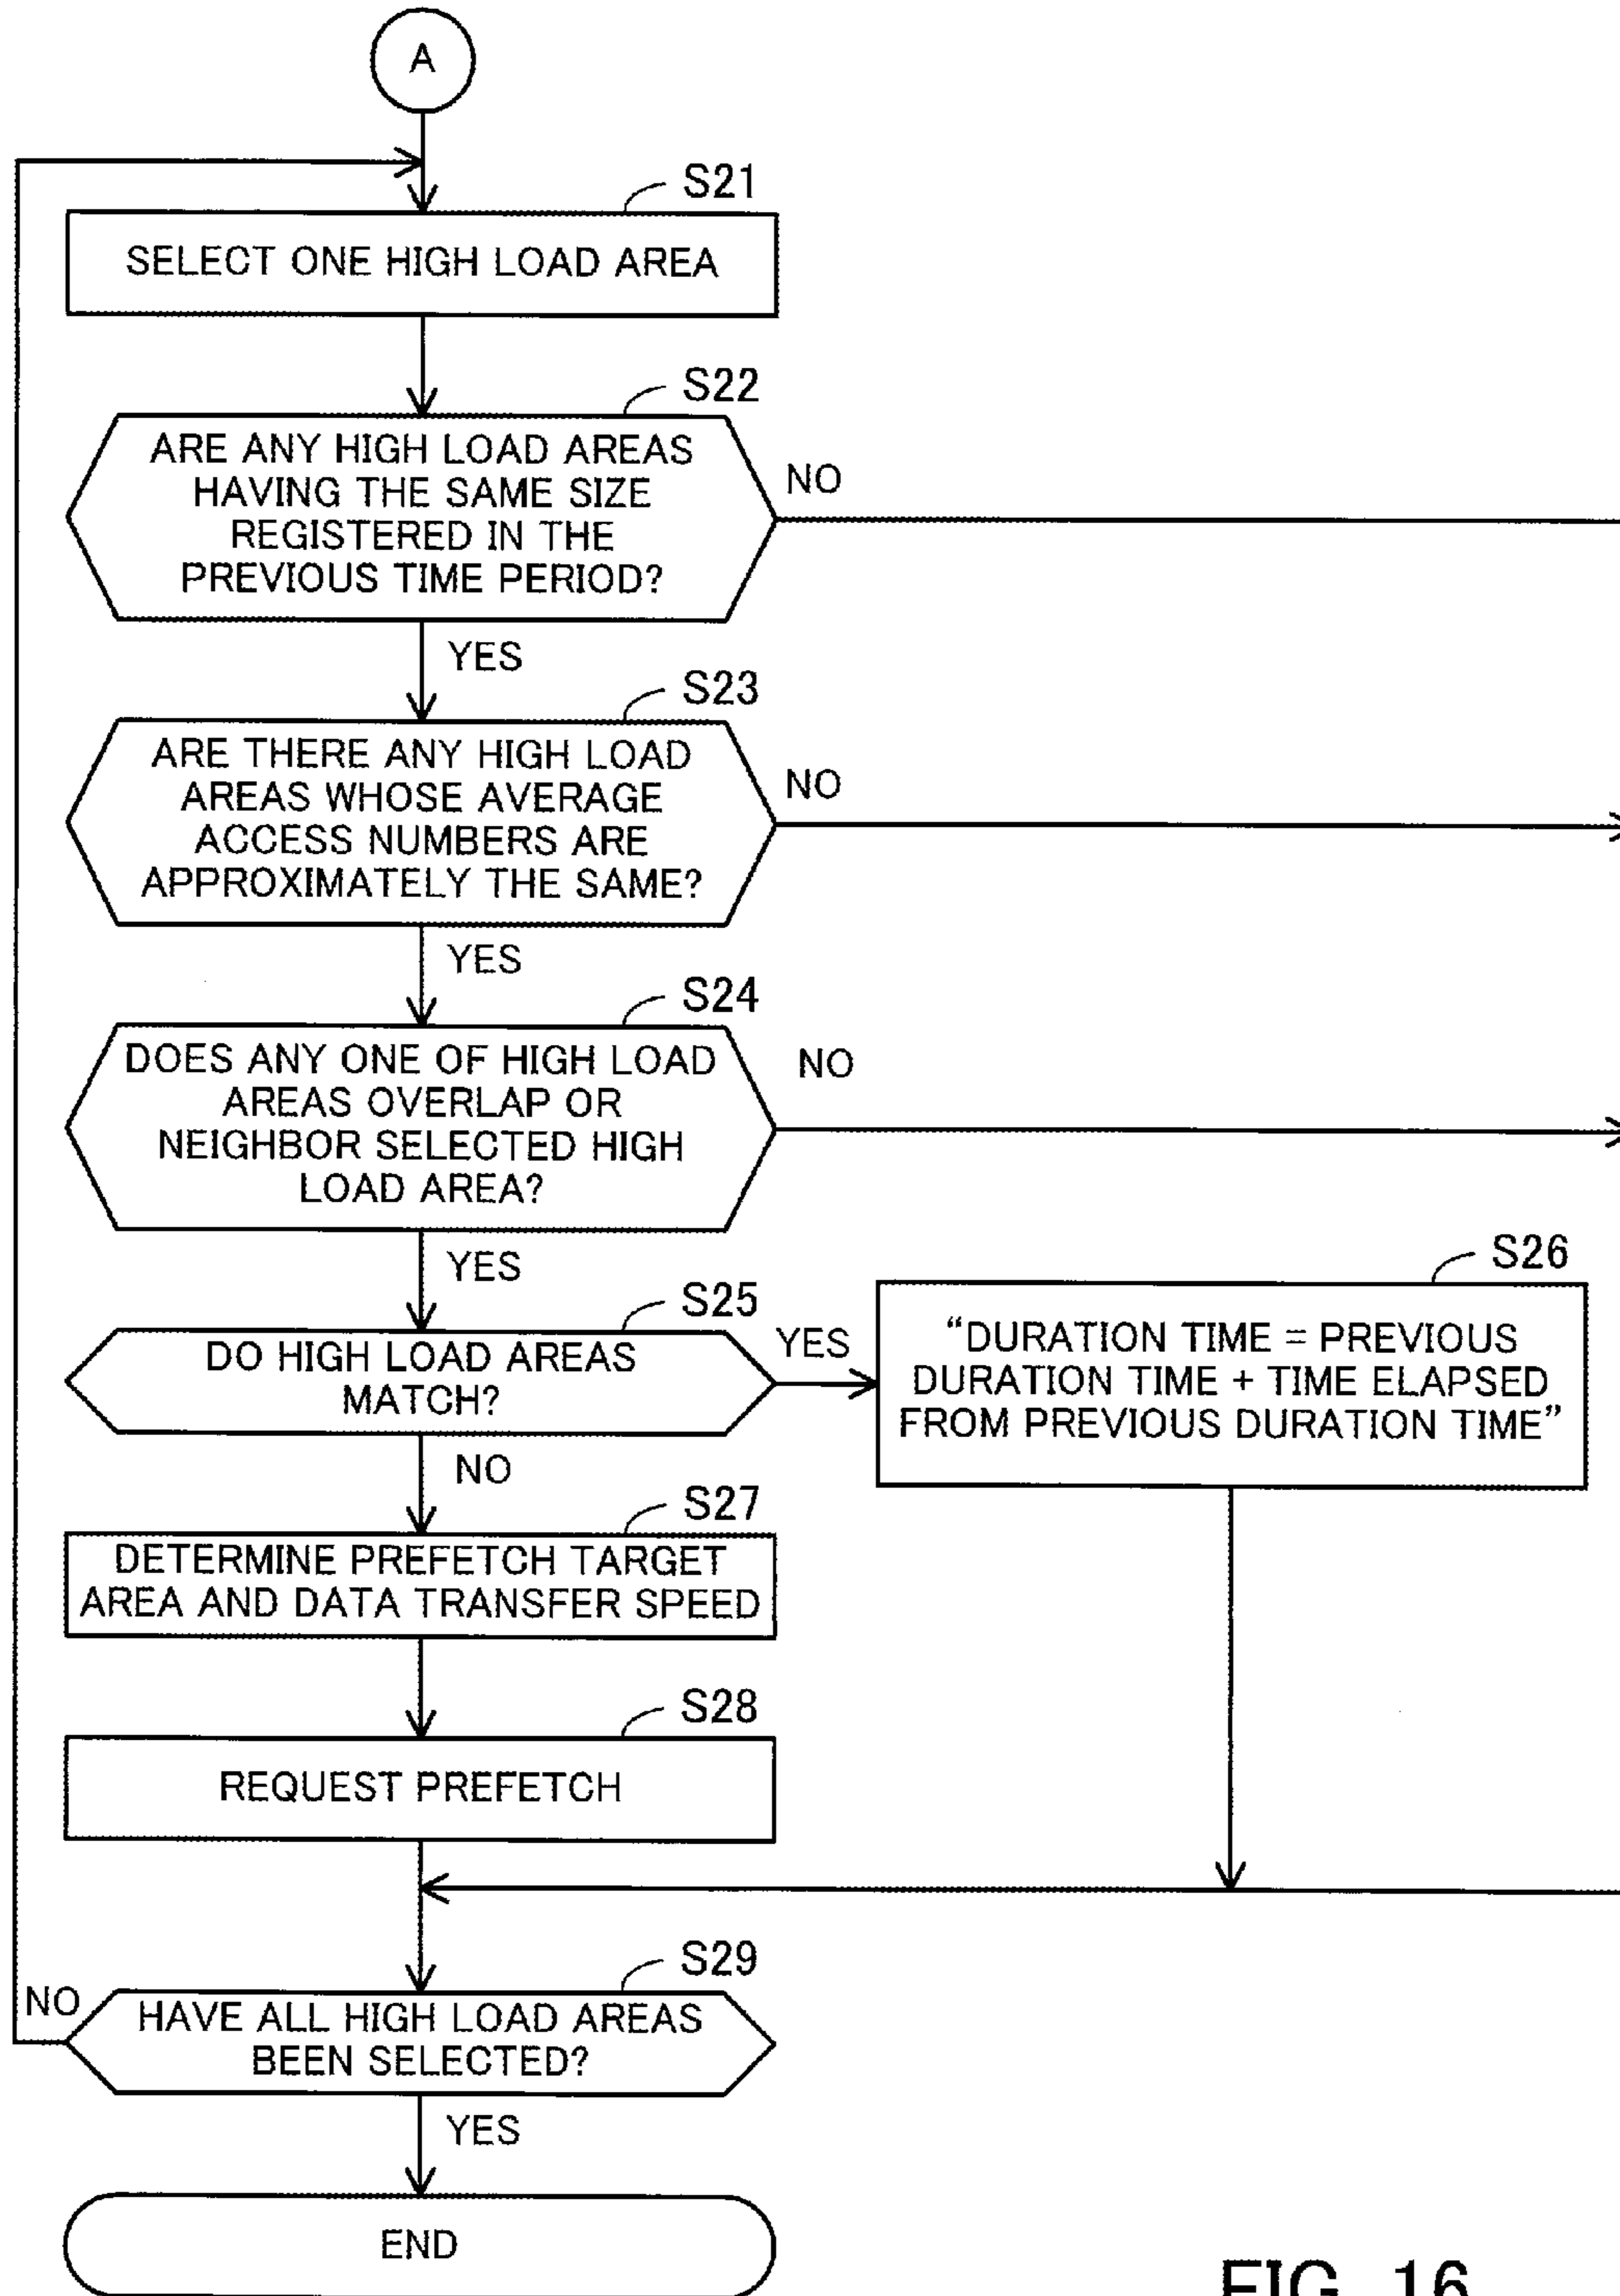 A
S21
SELECT ONE HIGH LOAD AREA
S22
ARE ANY HIGH LOAD AREAS
HAVING THE SAME SIZE
REGISTERED IN THE
PREVIOUS TIME PERIOD?
NO
YES
S23
ARE THERE ANY HIGH LOAD
AREAS WHOSE AVERAGE
ACCESS NUMBERS ARE
APPROXIMATELY THE SAME?
NO
YES
S24
DOES ANY ONE OF HIGH LOAD
AREAS OVERLAP OR
NEIGHBOR SELECTED HIGH
LOAD AREA?
NO
YES
S25
DO HIGH LOAD AREAS
MATCH?
YES
S26
“DURATION TIME = PREVIOUS
DURATION TIME + TIME ELAPSED
FROM PREVIOUS DURATION TIME”
NO
S27
DETERMINE PREFETCH TARGET
AREA AND DATA TRANSFER SPEED
S28
REQUEST PREFETCH
S29
HAVE ALL HIGH LOAD AREAS
BEEN SELECTED?
NO
YES
END
FIG. 16